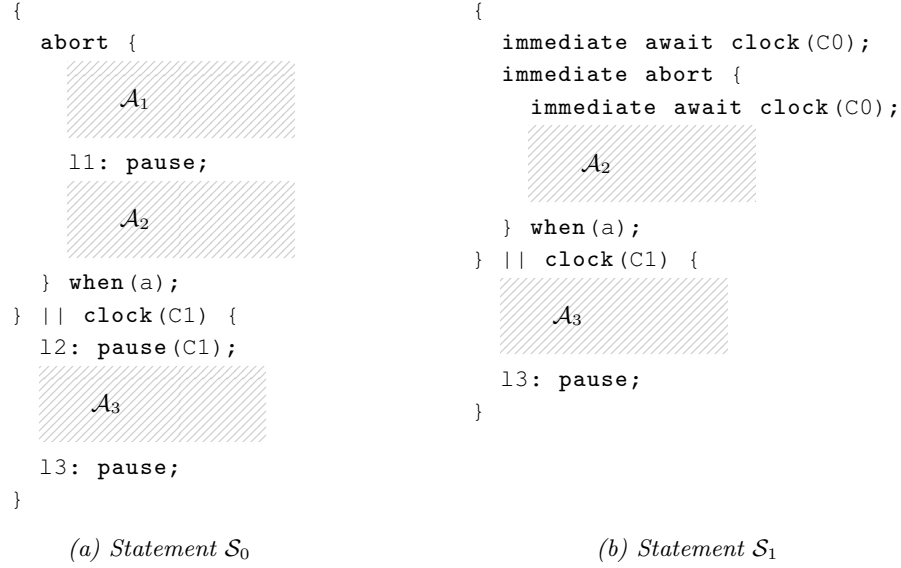 {
abort {
A1
l1: pause;
A2
} when(a);
} || clock(C1) {
l2: pause(C1);
A3
l3: pause;
}
(a) Statement S0
{
immediate await clock(C0);
immediate abort {
immediate await clock(C0);
A2
} when(a);
} || clock(C1) {
A3
l3: pause;
}
(b) Statement S1